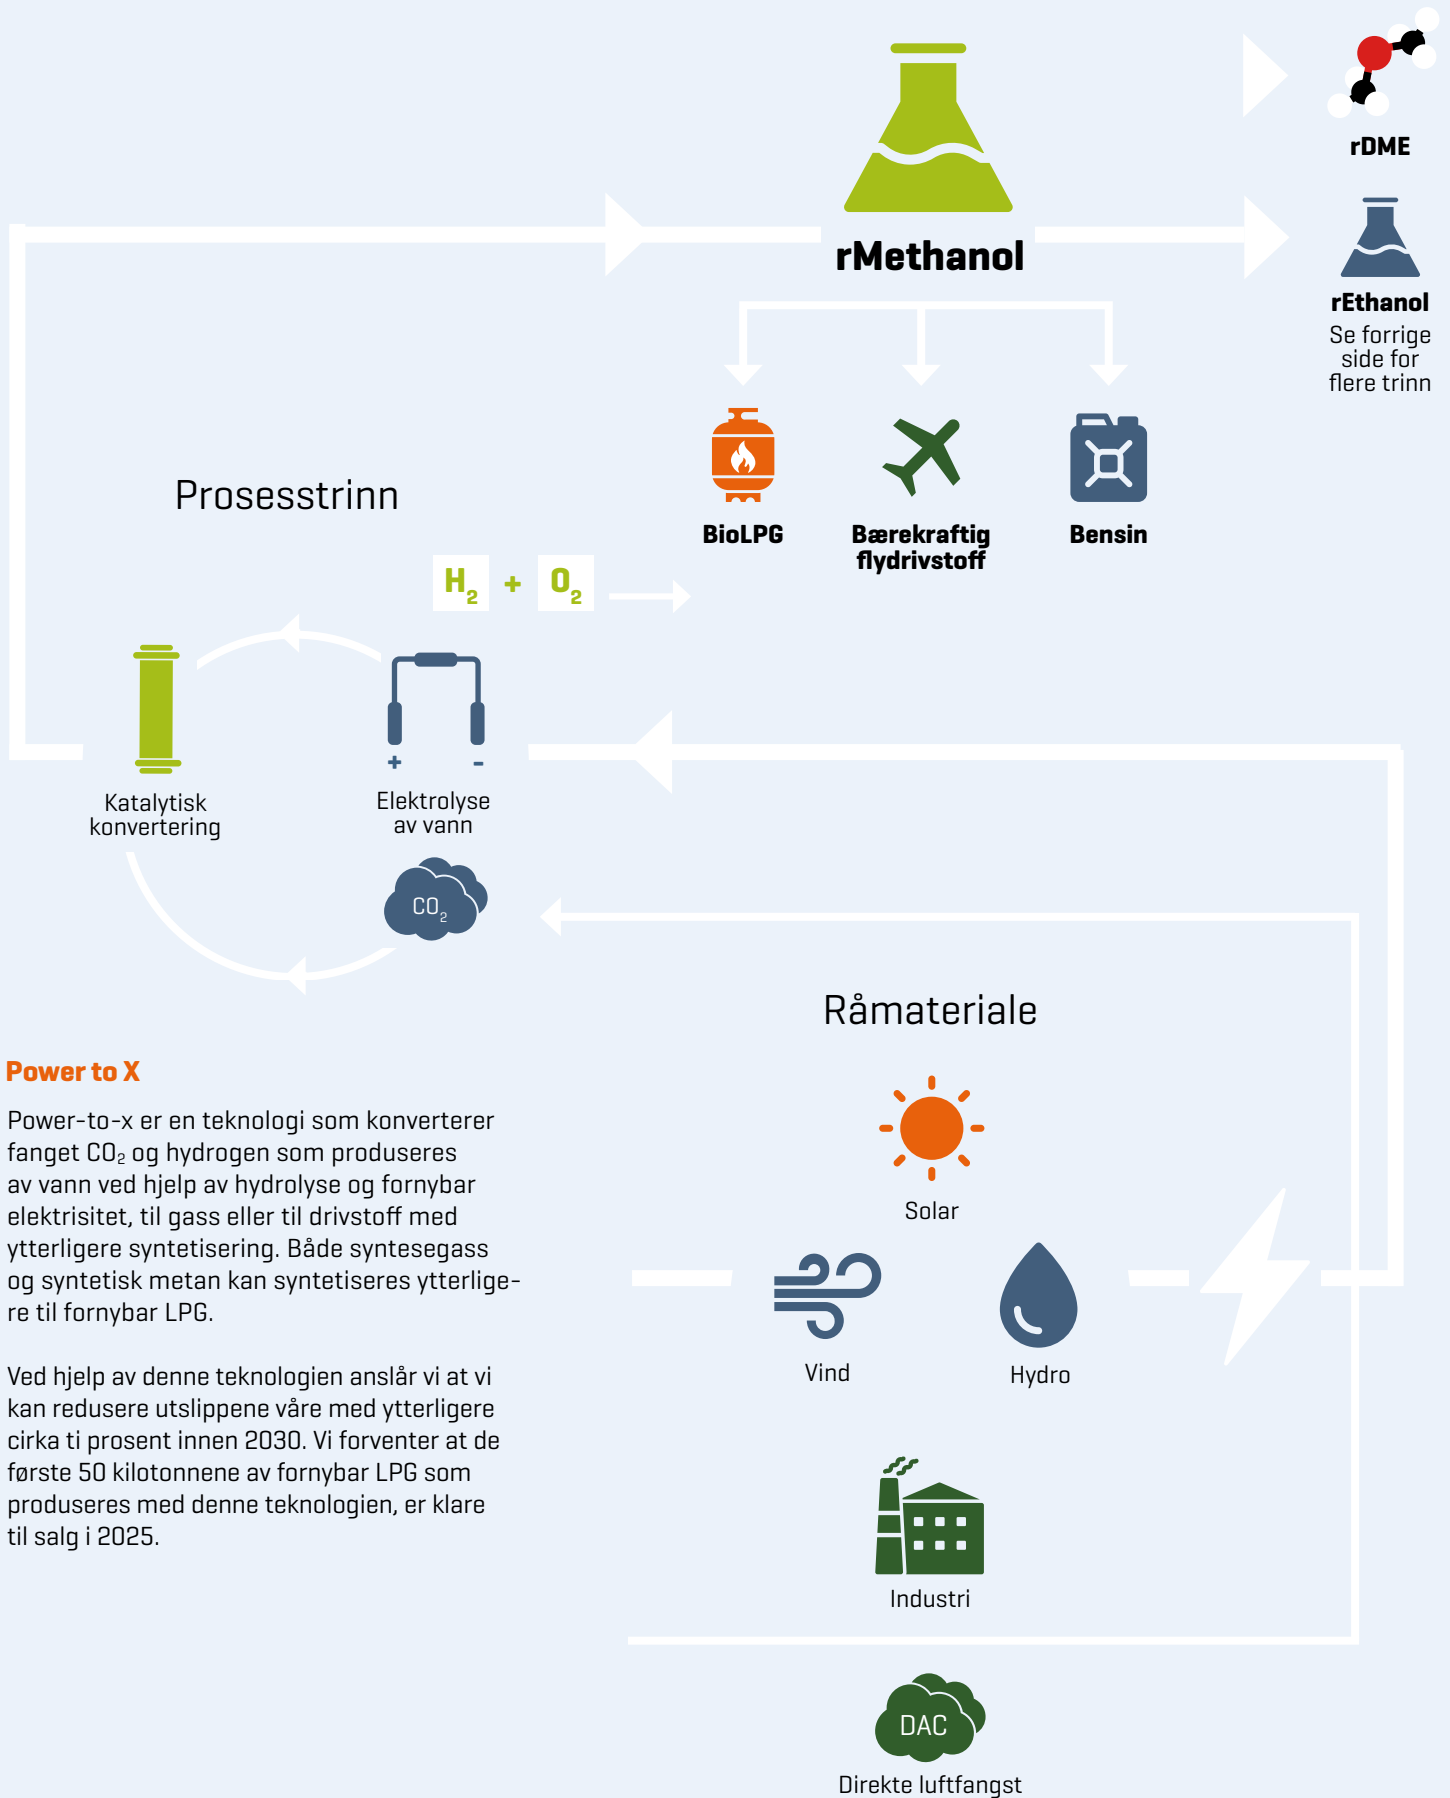 rDME
rMethanol
rEthanol
Se forrige
side for
flere trinn
BioLPG
Bærekraftig
flydrivstoff
Bensin
Prosesstrinn
H₂ + O₂
+ -
Katalytisk
konvertering
Elektrolyse
av vann
CO₂
Råmateriale
Solar
Vind
Hydro
Industri
DAC
Direkte luftfangst
Power to X
Power-to-x er en teknologi som konverterer
fanget CO₂ og hydrogen som produseres
av vann ved hjelp av hydrolyse og fornybar
elektrisitet, til gass eller til drivstoff med
ytterligere syntetisering. Både syntesegass
og syntetisk metan kan syntetiseres ytterlige-
re til fornybar LPG.
Ved hjelp av denne teknologien anslår vi at vi
kan redusere utslippene våre med ytterligere
cirka ti prosent innen 2030. Vi forventer at de
første 50 kilotonnene av fornybar LPG som
produseres med denne teknologien, er klare
til salg i 2025.